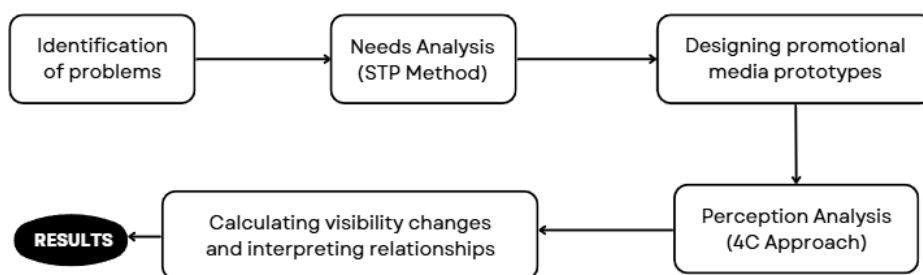 Identification
of problems
Needs Analysis
(STP Method)
Designing promotional
media prototypes
Perception Analysis
(4C Approach)
Calculating visibility changes
and interpreting relationships
RESULTS